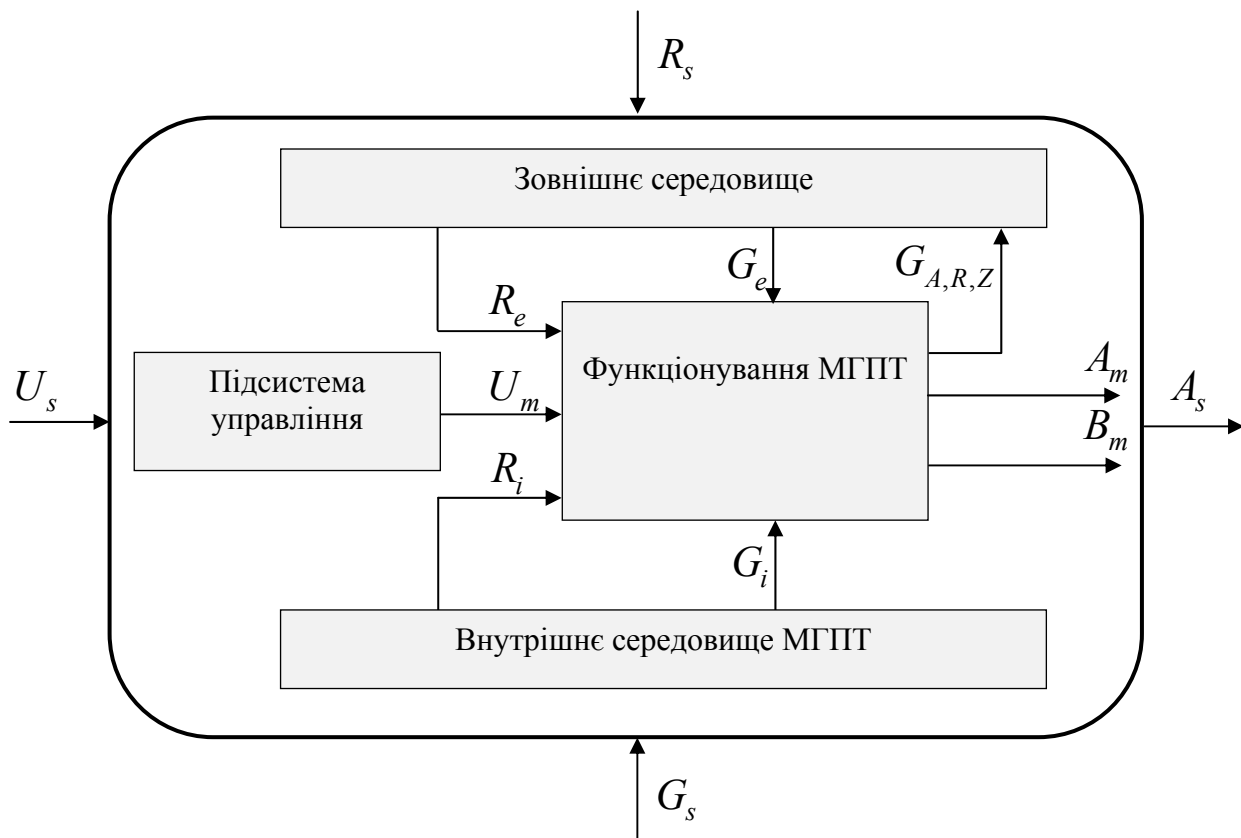 R_s
Зовнішнє середовище
G_e
G_{A,R,Z}
R_e
Функціонування МГПТ
U_s
Підсистема
управління
U_m
A_m
A_s
B_m
R_i
G_i
Внутрішнє середовище МГПТ
G_s